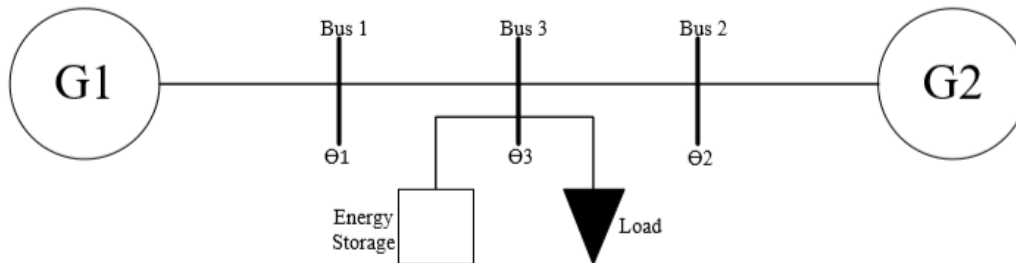 Bus 1
Bus 3
Bus 2
G1
G2
Θ1
Θ3
Θ2
Energy
Storage
Load